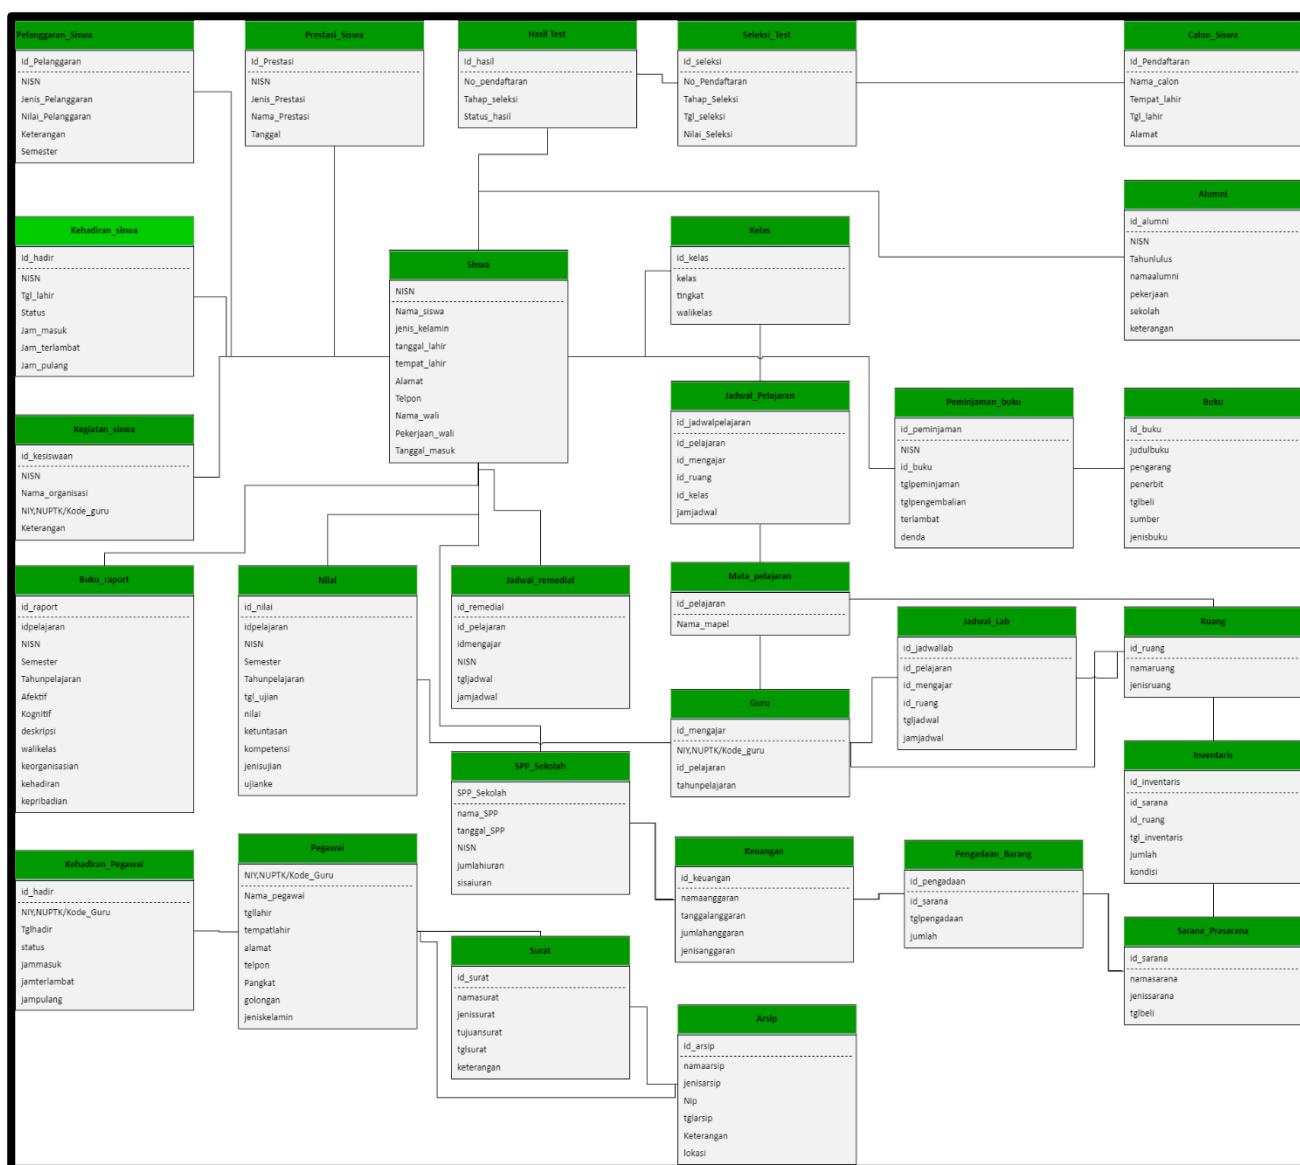 Pelanggaran_Siswa
Id_Pelanggaran
NISN
Jenis_Pelanggaran
Nilai_Pelanggaran
Keterangan
Semester
Prestasi_Siswa
Id_Prestasi
NISN
Jenis_Prestasi
Nama_Prestasi
Tanggal
Hasil Test
Id_hasil
No_pendaftaran
Tahap_seleksi
Status_hasil
Seleksi_Test
id_seleksi
No_Pendaftaran
Tahap_Seleksi
Tgl_seleksi
Nilai_Seleksi
Calon_Siswa
Id_Pendaftaran
Nama_calon
Tempat_lahir
Tgl_lahir
Alamat
Kehadiran_siswa
Id_hadir
NISN
Tgl_lahir
Status
Jam_masuk
Jam_terlambat
Jam_pulang
Siswa
NISN
Nama_siswa
jenis_kelamin
tanggal_lahir
tempat_lahir
Alamat
Telpon
Nama_wali
Pekerjaan_wali
Tanggal_masuk
Kelas
id_kelas
kelas
tingkat
walikelas
Alumni
id_alumni
NISN
Tahunlulus
namaalumni
pekerjaan
sekolah
keterangan
Kegiatan_siswa
id_kesiswaan
NISN
Nama_organisasi
NIY,NUPTK/Kode_guru
Keterangan
Jadwal_Pelajaran
id_jadwalpelajaran
id_pelajaran
id_mengajar
id_ruang
id_kelas
jamjadwal
Peminjaman_buku
id_peminjaman
NISN
id_buku
tglpeminjaman
tglpengembalian
terlambat
denda
Buku
id_buku
judulbuku
pengarang
penerbit
tglbeli
sumber
jenisbuku
Buku_raport
id_raport
idpelajaran
NISN
Semester
Tahunpelajaran
Afektif
Kognitif
deskripsi
walikelas
keorganisasian
kehadiran
kepribadian
Nilai
id_nilai
idpelajaran
NISN
Semester
Tahunpelajaran
tgl_ujian
nilai
ketuntasan
kompetensi
jenisujian
ujianke
Jadwal_remedial
id_remedial
id_pelajaran
idmengajar
NISN
tgljadwal
jamjadwal
Mata_pelajaran
id_pelajaran
Nama_mapel
Jadwal_Lab
id_jadwallab
id_pelajaran
id_mengajar
id_ruang
tgljadwal
jamjadwal
Ruang
id_ruang
namaruang
jenisruang
Guru
id_mengajar
NIY,NUPTK/Kode_guru
id_pelajaran
tahunpelajaran
SPP_Sekolah
SPP_Sekolah
nama_SPP
tanggal_SPP
NISN
jumlahiuran
sisaiuran
Inventaris
id_inventaris
id_sarana
id_ruang
tgl_inventaris
jumlah
kondisi
Kehadiran_Pegawai
id_hadir
NIY,NUPTK/Kode_Guru
Tglhadir
status
jammasuk
jamterlambat
jampulang
Pegawai
NIY,NUPTK/Kode_Guru
Nama_pegawai
tgllahir
tempatlahir
alamat
telpon
Pangkat
golongan
jeniskelamin
Keuangan
id_keuangan
namaanggaran
tanggalanggaran
jumlahanggaran
jenisanggaran
Pengadaan_Barang
id_pengadaan
id_sarana
tglpengadaan
jumlah
Surat
id_surat
namasurat
jenissurat
tujuansurat
tglsurat
keterangan
Sarana_Prasarana
id_sarana
namasarana
jenissarana
tglbeli
Arsip
id_arsip
namaarsip
jenisarsip
Nip
tglarsip
Keterangan
lokasi